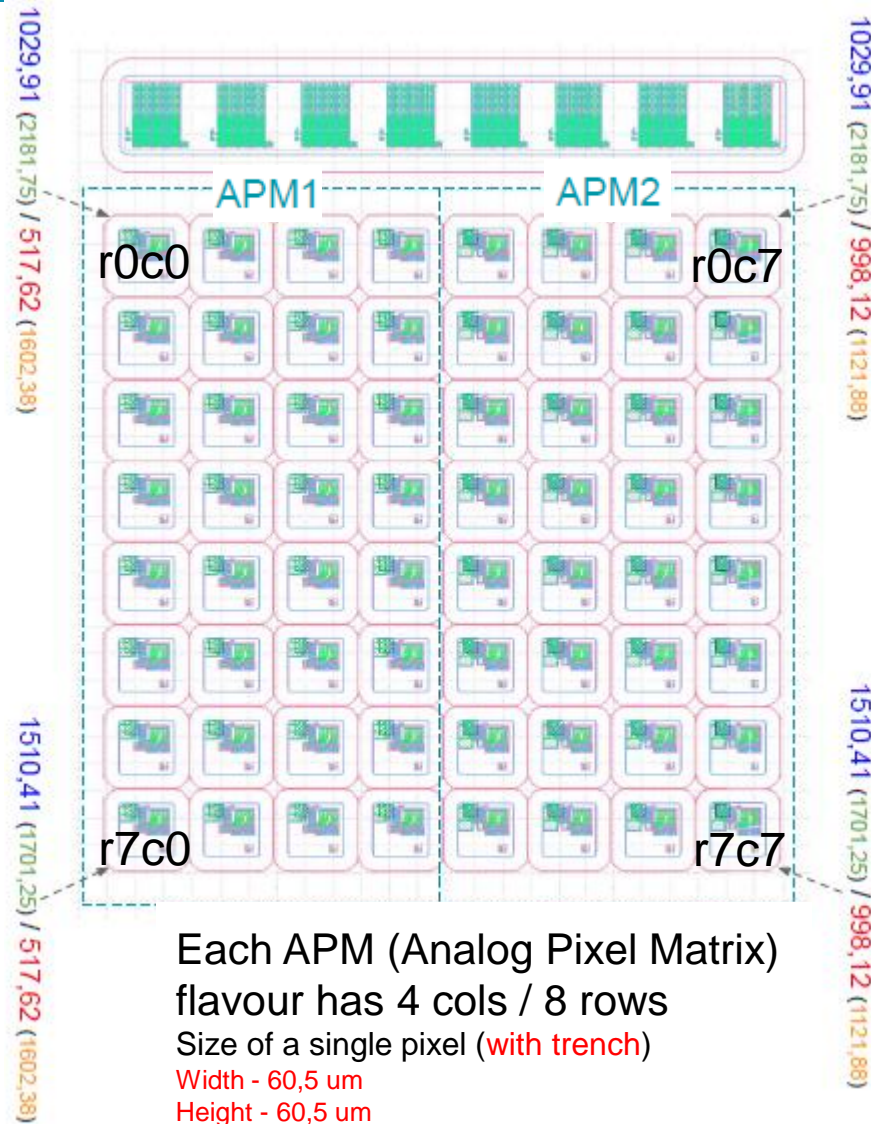 1029,91 (2181,75) / 517,62 (1602,38)
1029,91 (2181,75) / 998,12 (1121,88)
APM1
APM2
r0c0
r0c7
r7c0
r7c7
1510,41 (1701,25) / 517,62 (1602,38)
1510,41 (1701,25) / 998,12 (1121,88)
Each APM (Analog Pixel Matrix)
flavour has 4 cols / 8 rows
Size of a single pixel (with trench)
Width - 60,5 um
Height - 60,5 um